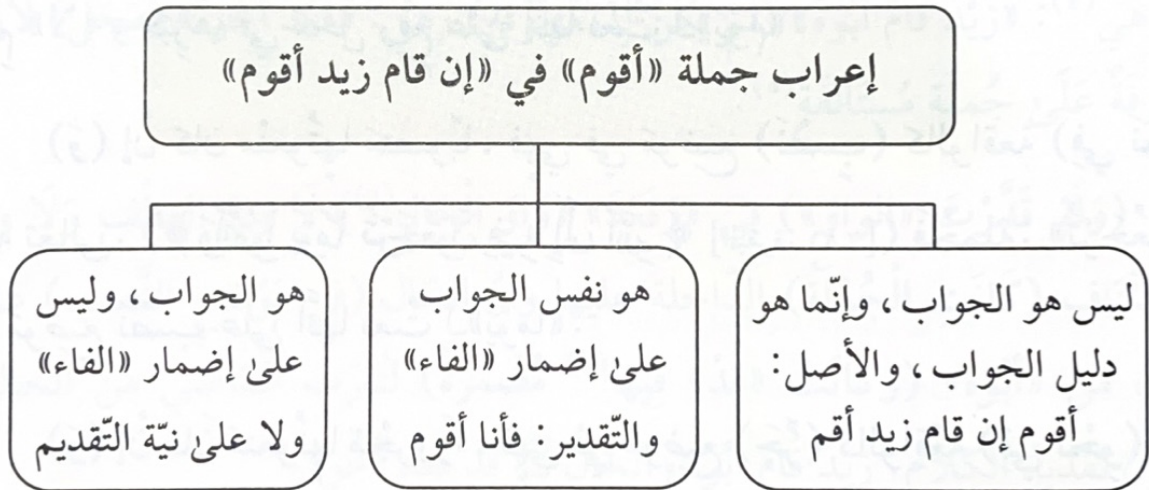 إعراب جملة «أقوم» في «إن قام زيد أقوم»
ليس هو الجواب، وإنّما هو
دليل الجواب، والأصل:
أقوم إن قام زيد أقم
هو نفس الجواب
علىٰ إضمار «الفاء»
والتّقدير: فأنا أقوم
هو الجواب، وليس
علىٰ إضمار «الفاء»
ولا علىٰ نيّة التّقديم